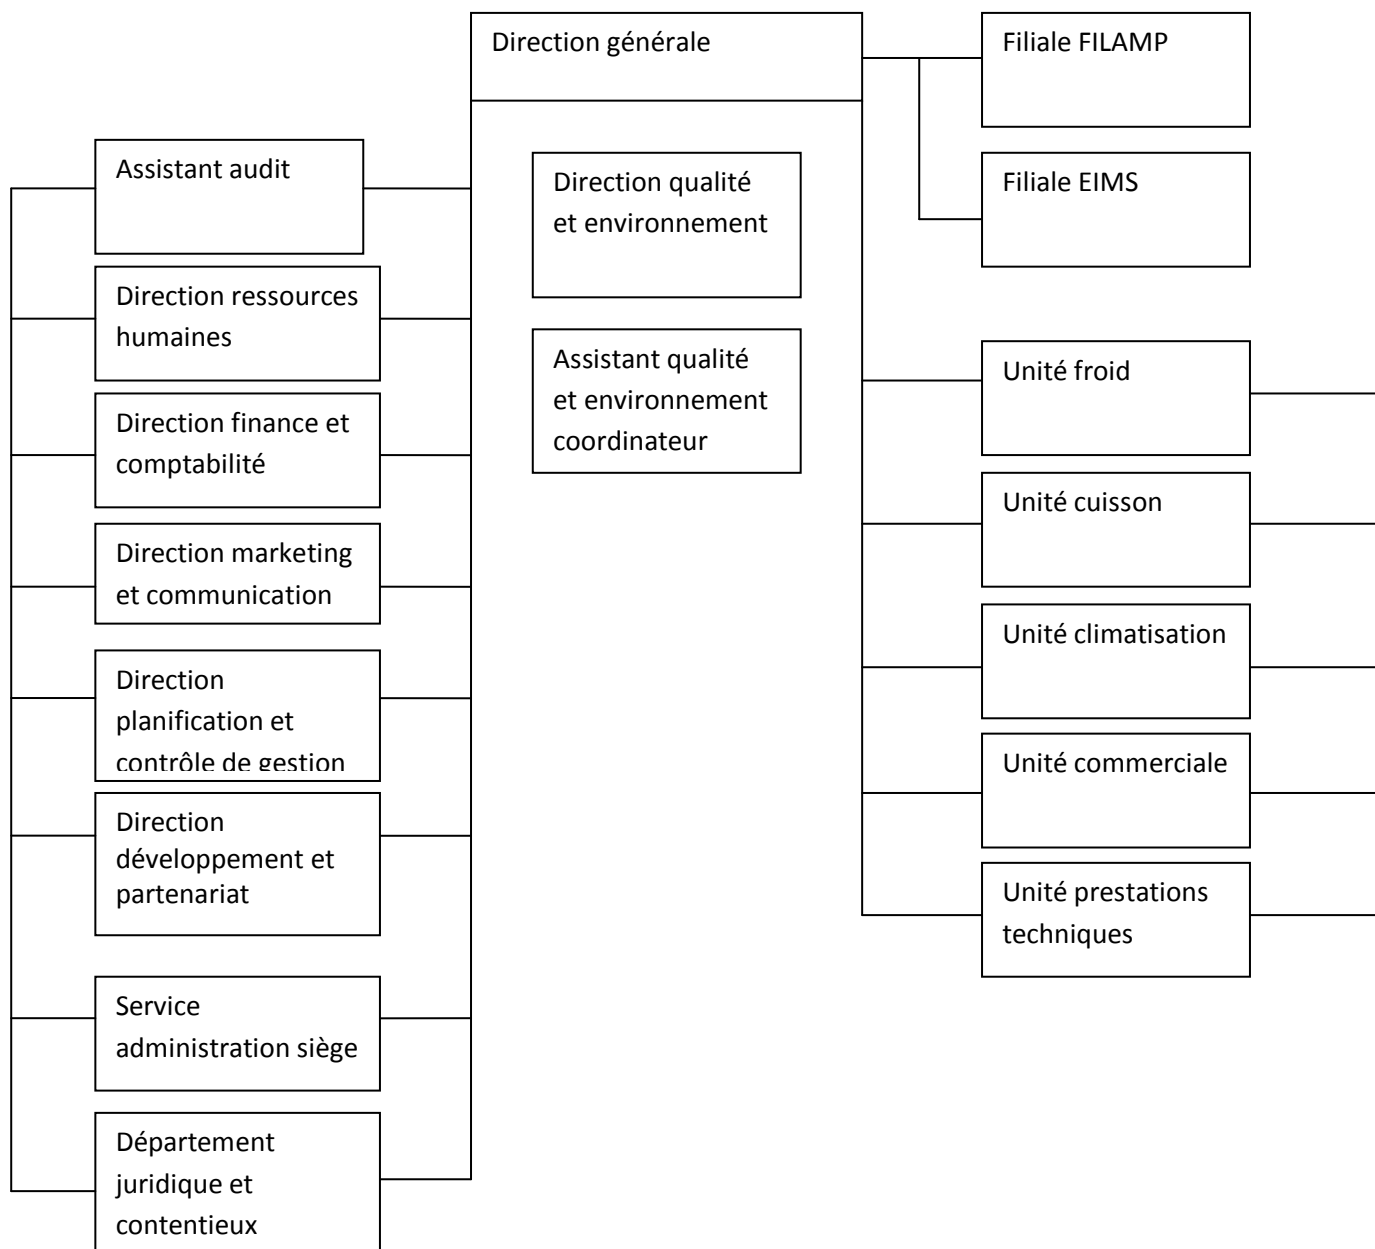 Direction générale
Filiale FILAMP
Assistant audit
Direction qualité
et environnement
Filiale EIMS
Direction ressources
humaines
Assistant qualité
et environnement
coordinateur
Unité froid
Direction finance et
comptabilité
Unité cuisson
Direction marketing
et communication
Unité climatisation
Direction
planification et
contrôle de gestion
Unité commerciale
Direction
développement et
partenariat
Unité prestations
techniques
Service
administration siège
Département
juridique et
contentieux